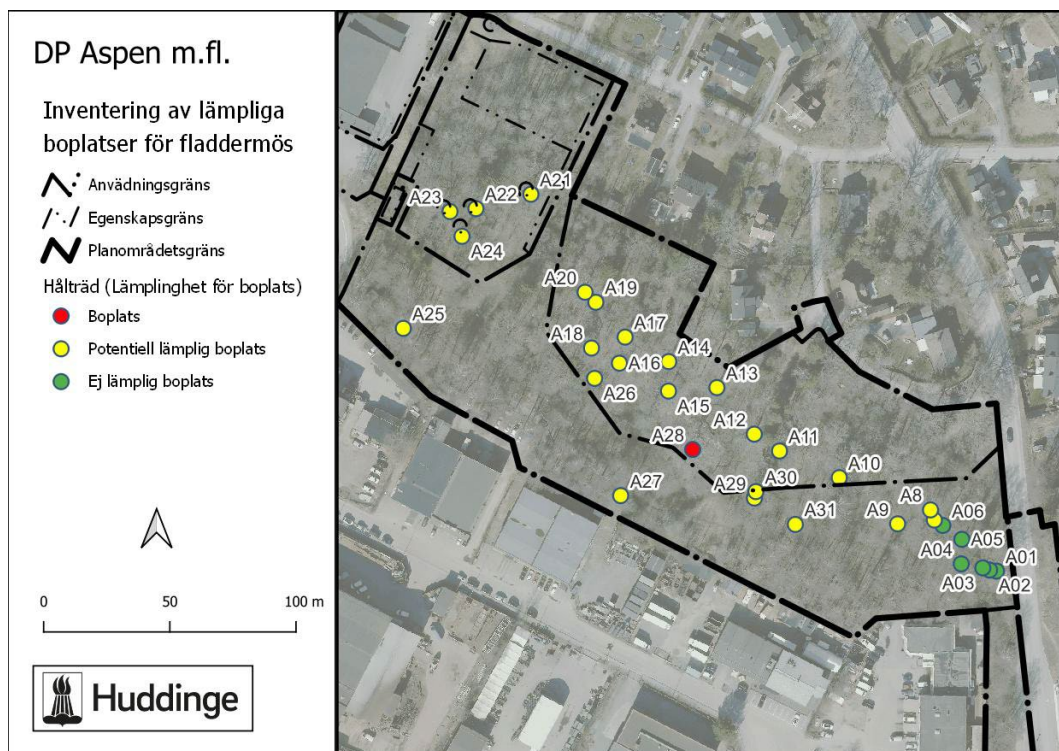 DP Aspen m.fl.
Inventering av lämpliga
boplatser för fladdermös
Anvädningsgräns
Egenskapsgräns
Planområdetsgräns
Hålträd (Lämplinghet för boplats)
Boplats
Potentiell lämplig boplats
Ej lämplig boplats
0 50 100 m
Huddinge
A21
A22
A23
A24
A20
A19
A25
A17
A18
A14
A16
A13
A26
A15
A12
A11
A28
A10
A30
A29
A27
A8
A31
A9
A06
A05
A04
A01
A03
A02